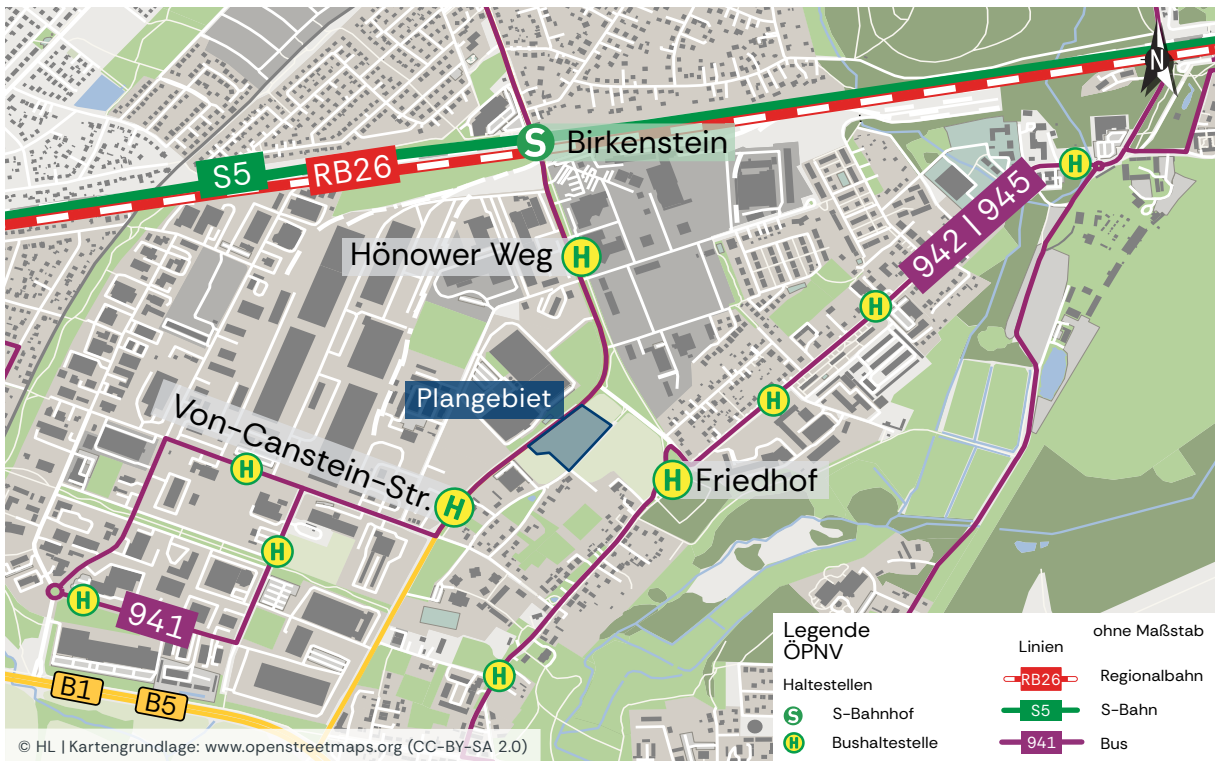 N
Birkenstein
S
S5
RB26
H
942 | 945
Hönower Weg
H
H
Plangebiet
H
Von-Canstein-Str.
H
H
H
Friedhof
H
H
941
H
B1
B5
© HL | Kartengrundlage: www.openstreetmaps.org (CC-BY-SA 2.0)
Legende
ÖPNV
ohne Maßstab
Linien
Haltestellen
RB26
Regionalbahn
S
S-Bahnhof
S5
S-Bahn
H
Bushaltestelle
941
Bus